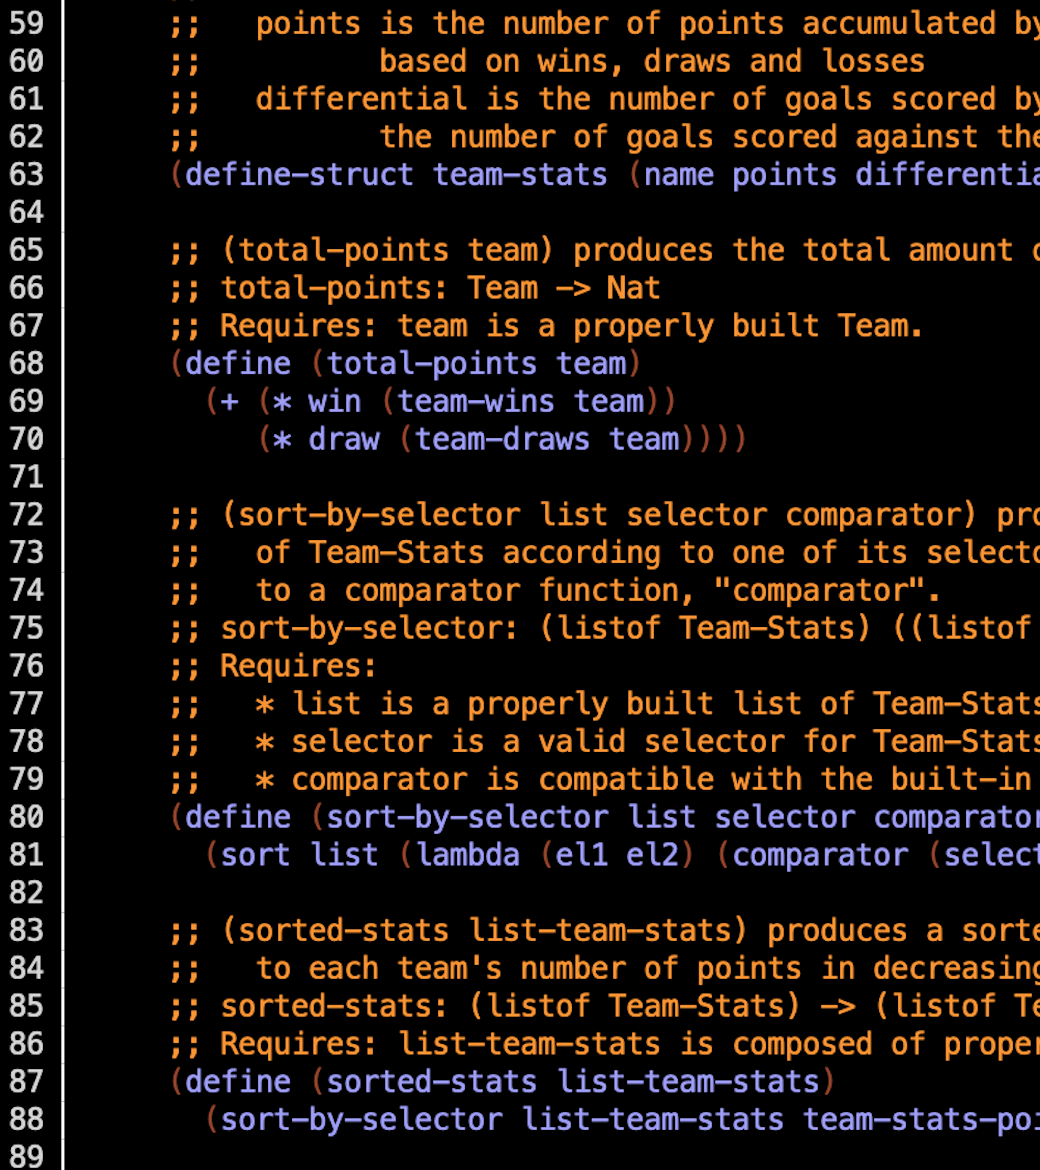 59 ;; points is the number of points accumulated by
60 ;; based on wins, draws and losses
61 ;; differential is the number of goals scored by
62 ;; the number of goals scored against the
63 (define-struct team-stats (name points differentia
64
65 ;; (total-points team) produces the total amount
66 ;; total-points: Team -> Nat
67 ;; Requires: team is a properly built Team.
68 (define (total-points team)
69 (+ (* win (team-wins team))
70 (* draw (team-draws team))))
71
72 ;; (sort-by-selector list selector comparator) pro
73 ;; of Team-Stats according to one of its selecto
74 ;; to a comparator function, "comparator".
75 ;; sort-by-selector: (listof Team-Stats) ((listof
76 ;; Requires:
77 ;; * list is a properly built list of Team-Stats
78 ;; * selector is a valid selector for Team-Stats
79 ;; * comparator is compatible with the built-in
80 (define (sort-by-selector list selector comparator
81 (sort list (lambda (el1 el2) (comparator (select
82
83 ;; (sorted-stats list-team-stats) produces a sorte
84 ;; to each team's number of points in decreasing
85 ;; sorted-stats: (listof Team-Stats) -> (listof Te
86 ;; Requires: list-team-stats is composed of proper
87 (define (sorted-stats list-team-stats)
88 (sort-by-selector list-team-stats team-stats-poi
89